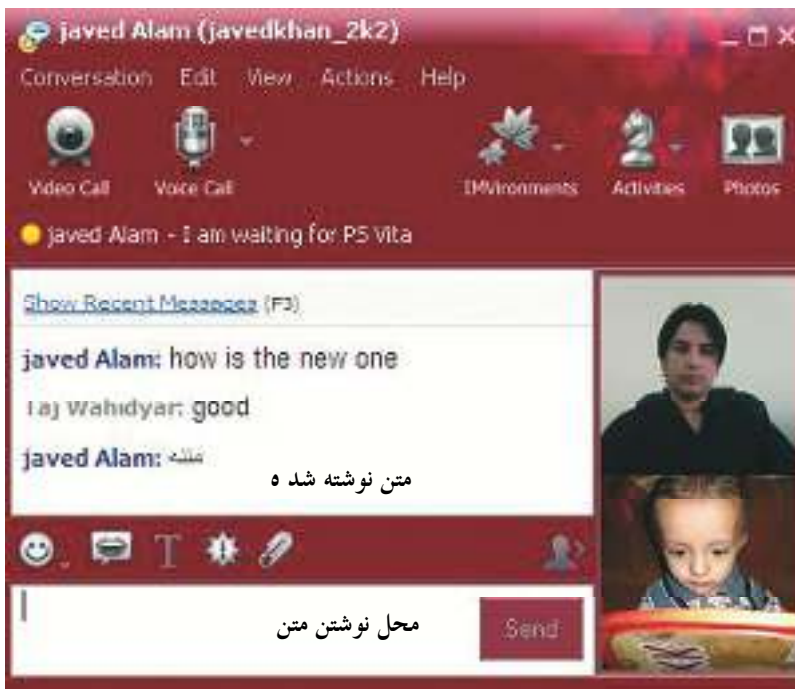 javed Alam (javedkhan_2k2)
Conversation Edit View Actions Help
Video Call Voice Call IMVironments Activities Photos
javed Alam - I am waiting for PS Vita
Show Recent Messages (F3)
javed Alam: how is the new one
Taj Wahidyar: good
javed Alam: مننه
متن نوشته شد ه
T
محل نوشتن متن
Send